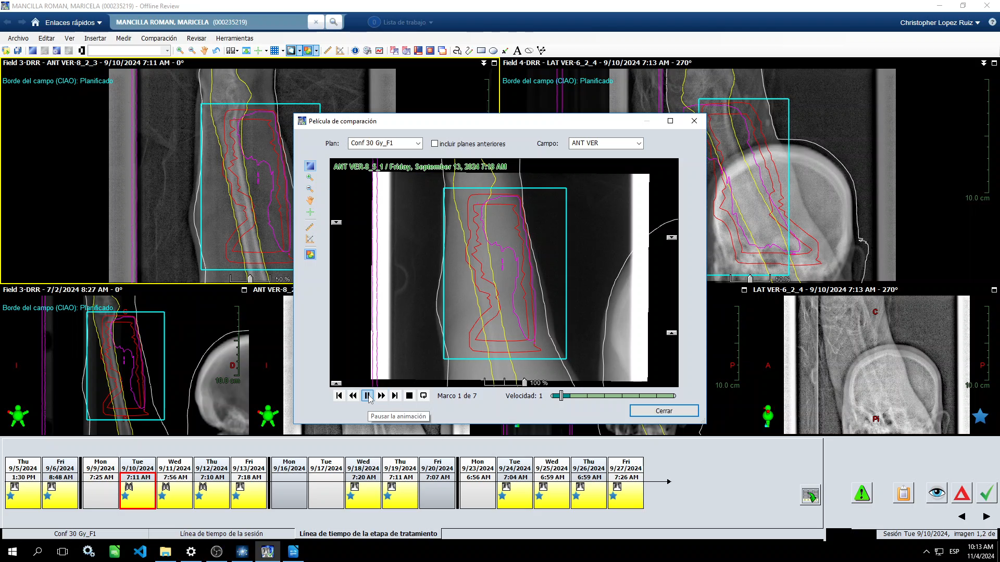 MANCILLA ROMAN, MARICELA (000235219) - Offline Review
Enlaces rápidos
MANCILLA ROMAN, MARICELA (000235219)
0 Lista de trabajo
Christopher Lopez Ruiz
Archivo Editar Ver Insertar Medir Comparación Revisar Herramientas
Field 3-DRR - ANT VER-8_2_3 - 9/10/2024 7:11 AM - 0°
Field 4-DRR - LAT VER-6_2_4 - 9/10/2024 7:13 AM - 270°
Borde del campo (CIAO): Planificado
Borde del campo (CIAO): Planificado
10.0 cm
50 %
50 %
Película de comparación
Plan: Conf 30 Gy_F1 incluir planes anteriores Campo: ANT VER
ANT VER-8_5_1 / Friday, September 13, 2024 7:18 AM
100 %
Marco 1 de 7 Velocidad: 1
Pausar la animación
Cerrar
Field 3-DRR - 7/2/2024 8:27 AM - 0°
ANT VER-8_2
LAT VER-6_2_4 - 9/10/2024 7:13 AM - 270°
Borde del campo (CIAO): Planificado
C
I
D
I
10.0 cm
C
P
A
P
10.0 cm
10.0 cm
Pi
Thu 9/5/2024 1:30 PM
Fri 9/6/2024 8:48 AM
Mon 9/9/2024 7:25 AM
Tue 9/10/2024 7:11 AM
Wed 9/11/2024 7:56 AM
Thu 9/12/2024 7:10 AM
Fri 9/13/2024 7:18 AM
Mon 9/16/2024
Tue 9/17/2024
Wed 9/18/2024 7:20 AM
Thu 9/19/2024 7:11 AM
Fri 9/20/2024 7:07 AM
Mon 9/23/2024 6:56 AM
Tue 9/24/2024 7:04 AM
Wed 9/25/2024 6:59 AM
Thu 9/26/2024 6:59 AM
Fri 9/27/2024 7:26 AM
Conf 30 Gy_F1
Línea de tiempo de la sesión
Línea de tiempo de la etapa de tratamiento
Sesión Tue 9/10/2024, imagen 1,2 de
ESP
10:13 AM
11/4/2024